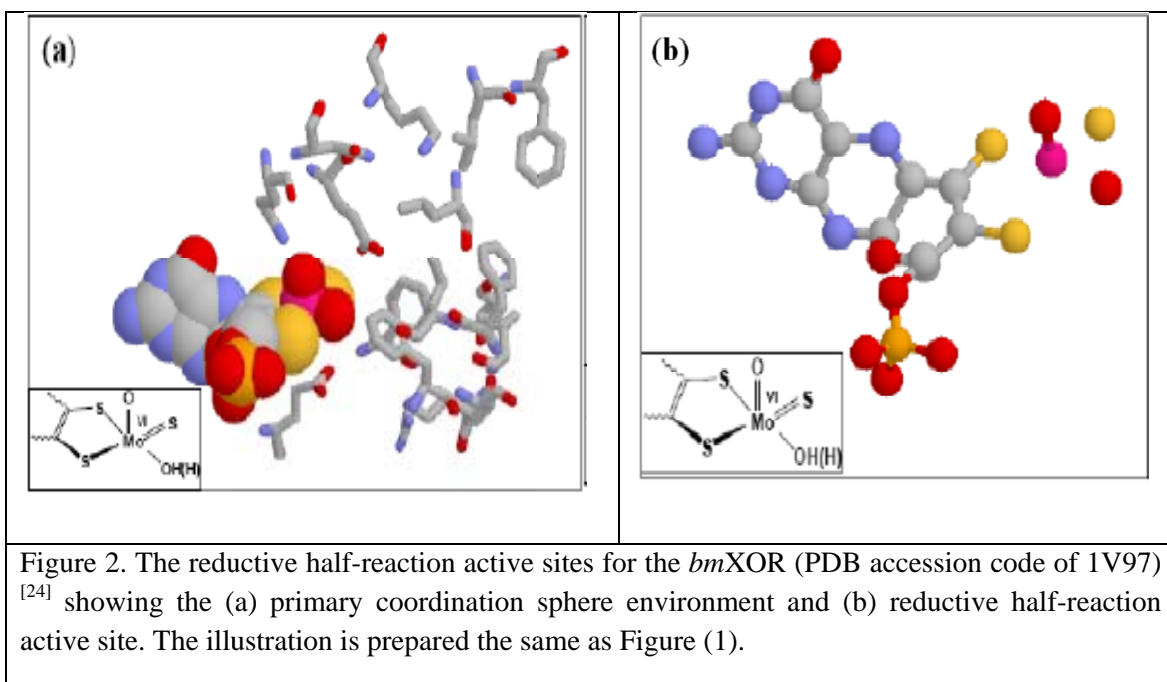 (a)
O
S VI S
Mo
S OH(H)
(b)
O
S VI S
Mo
S OH(H)
Figure 2. The reductive half-reaction active sites for the bmXOR (PDB accession code of 1V97)
[24] showing the (a) primary coordination sphere environment and (b) reductive half-reaction
active site. The illustration is prepared the same as Figure (1).